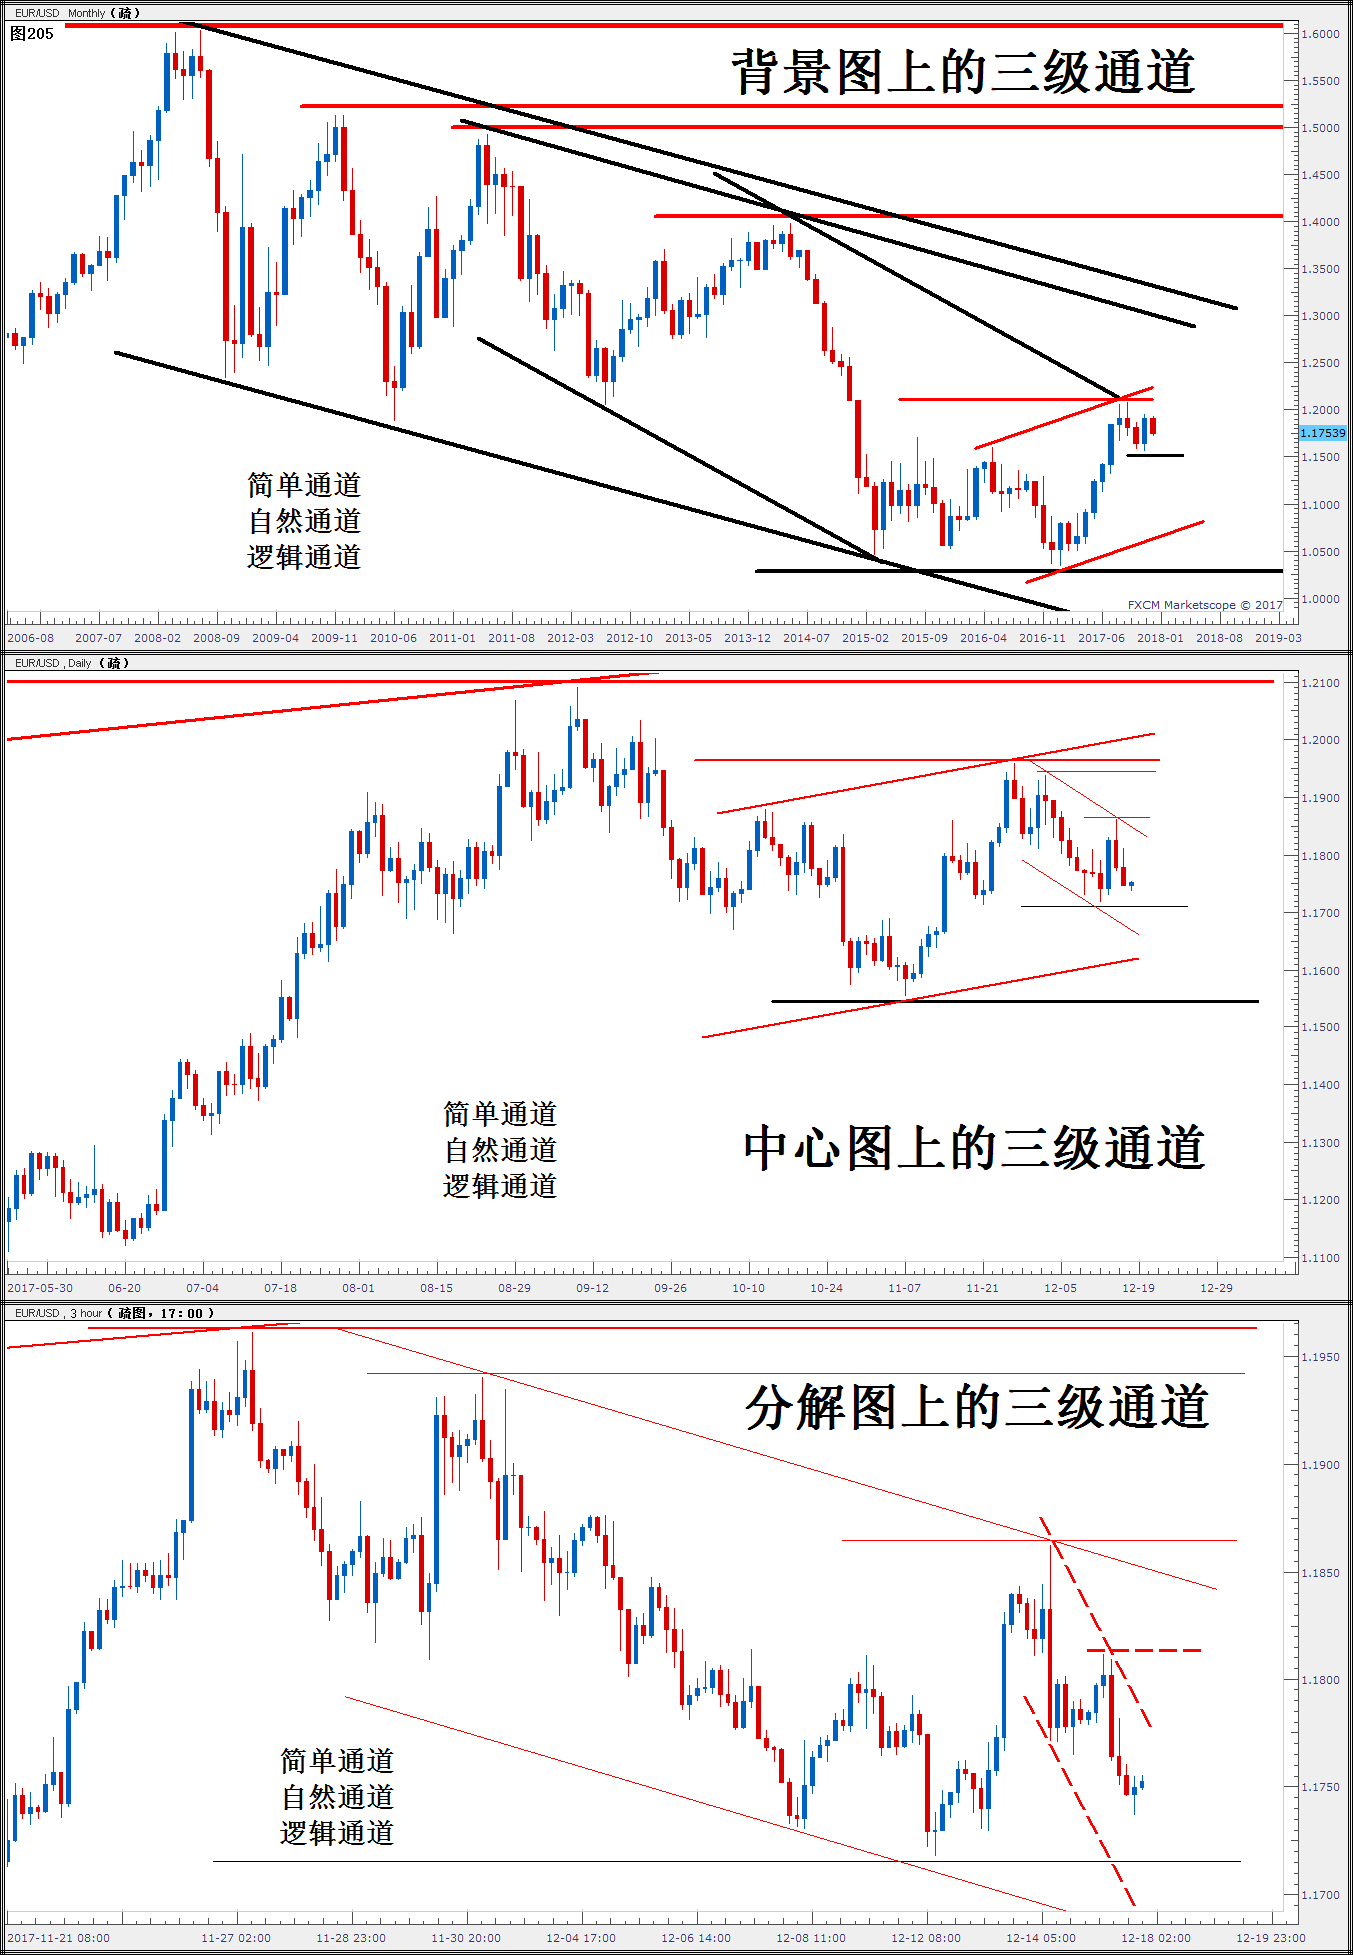 EUR/USD Monthly（疏）
图205
背景图上的三级通道
1.6000
1.5500
1.5000
1.4500
1.4000
1.3500
1.3000
1.2500
1.2000
1.17539
1.1500
1.1000
1.0500
1.0000
简单通道
自然通道
逻辑通道
FXCM Marketscope © 2017
2006-08 2007-07 2008-02 2008-09 2009-04 2009-11 2010-06 2011-01 2011-08 2012-03 2012-10 2013-05 2013-12 2014-07 2015-02 2015-09 2016-04 2016-11 2017-06 2018-01 2018-08 2019-03
EUR/USD , Daily（疏）
1.2100
1.2000
1.1900
1.1800
1.1700
1.1600
1.1500
1.1400
1.1300
1.1200
1.1100
简单通道
自然通道
逻辑通道
中心图上的三级通道
2017-05-30 06-20 07-04 07-18 08-01 08-15 08-29 09-12 09-26 10-10 10-24 11-07 11-21 12-05 12-19 12-29
EUR/USD , 3 hour（疏图，17：00）
1.1950
分解图上的三级通道
1.1900
1.1850
1.1800
1.1750
1.1700
简单通道
自然通道
逻辑通道
2017-11-21 08:00 11-27 02:00 11-28 23:00 11-30 20:00 12-04 17:00 12-06 14:00 12-08 11:00 12-12 08:00 12-14 05:00 12-18 02:00 12-19 23:00